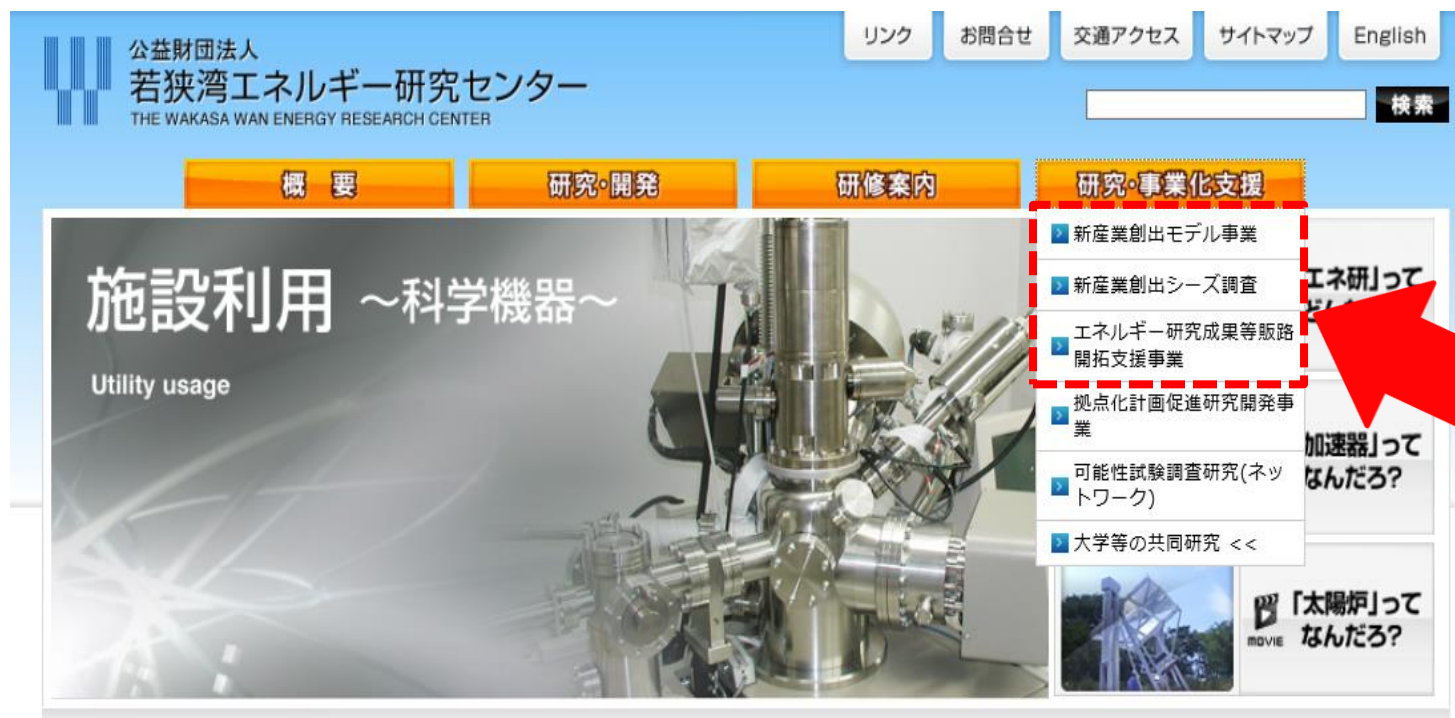 リンク
お問合せ
交通アクセス
サイトマップ
English
公益財団法人
若狭湾エネルギー研究センター
THE WAKASA WAN ENERGY RESEARCH CENTER
検索
概 要
研究・開発
研修案内
研究・事業化支援
施設利用 ～科学機器～
Utility usage
新産業創出モデル事業
新産業創出シーズ調査
エネルギー研究成果等販路
開拓支援事業
拠点化計画促進研究開発事
業
可能性試験調査研究(ネッ
トワーク)
大学等の共同研究 <<
エネ研」って
加速器」って
なんだろ?
MOVIE
「太陽炉」って
なんだろ?